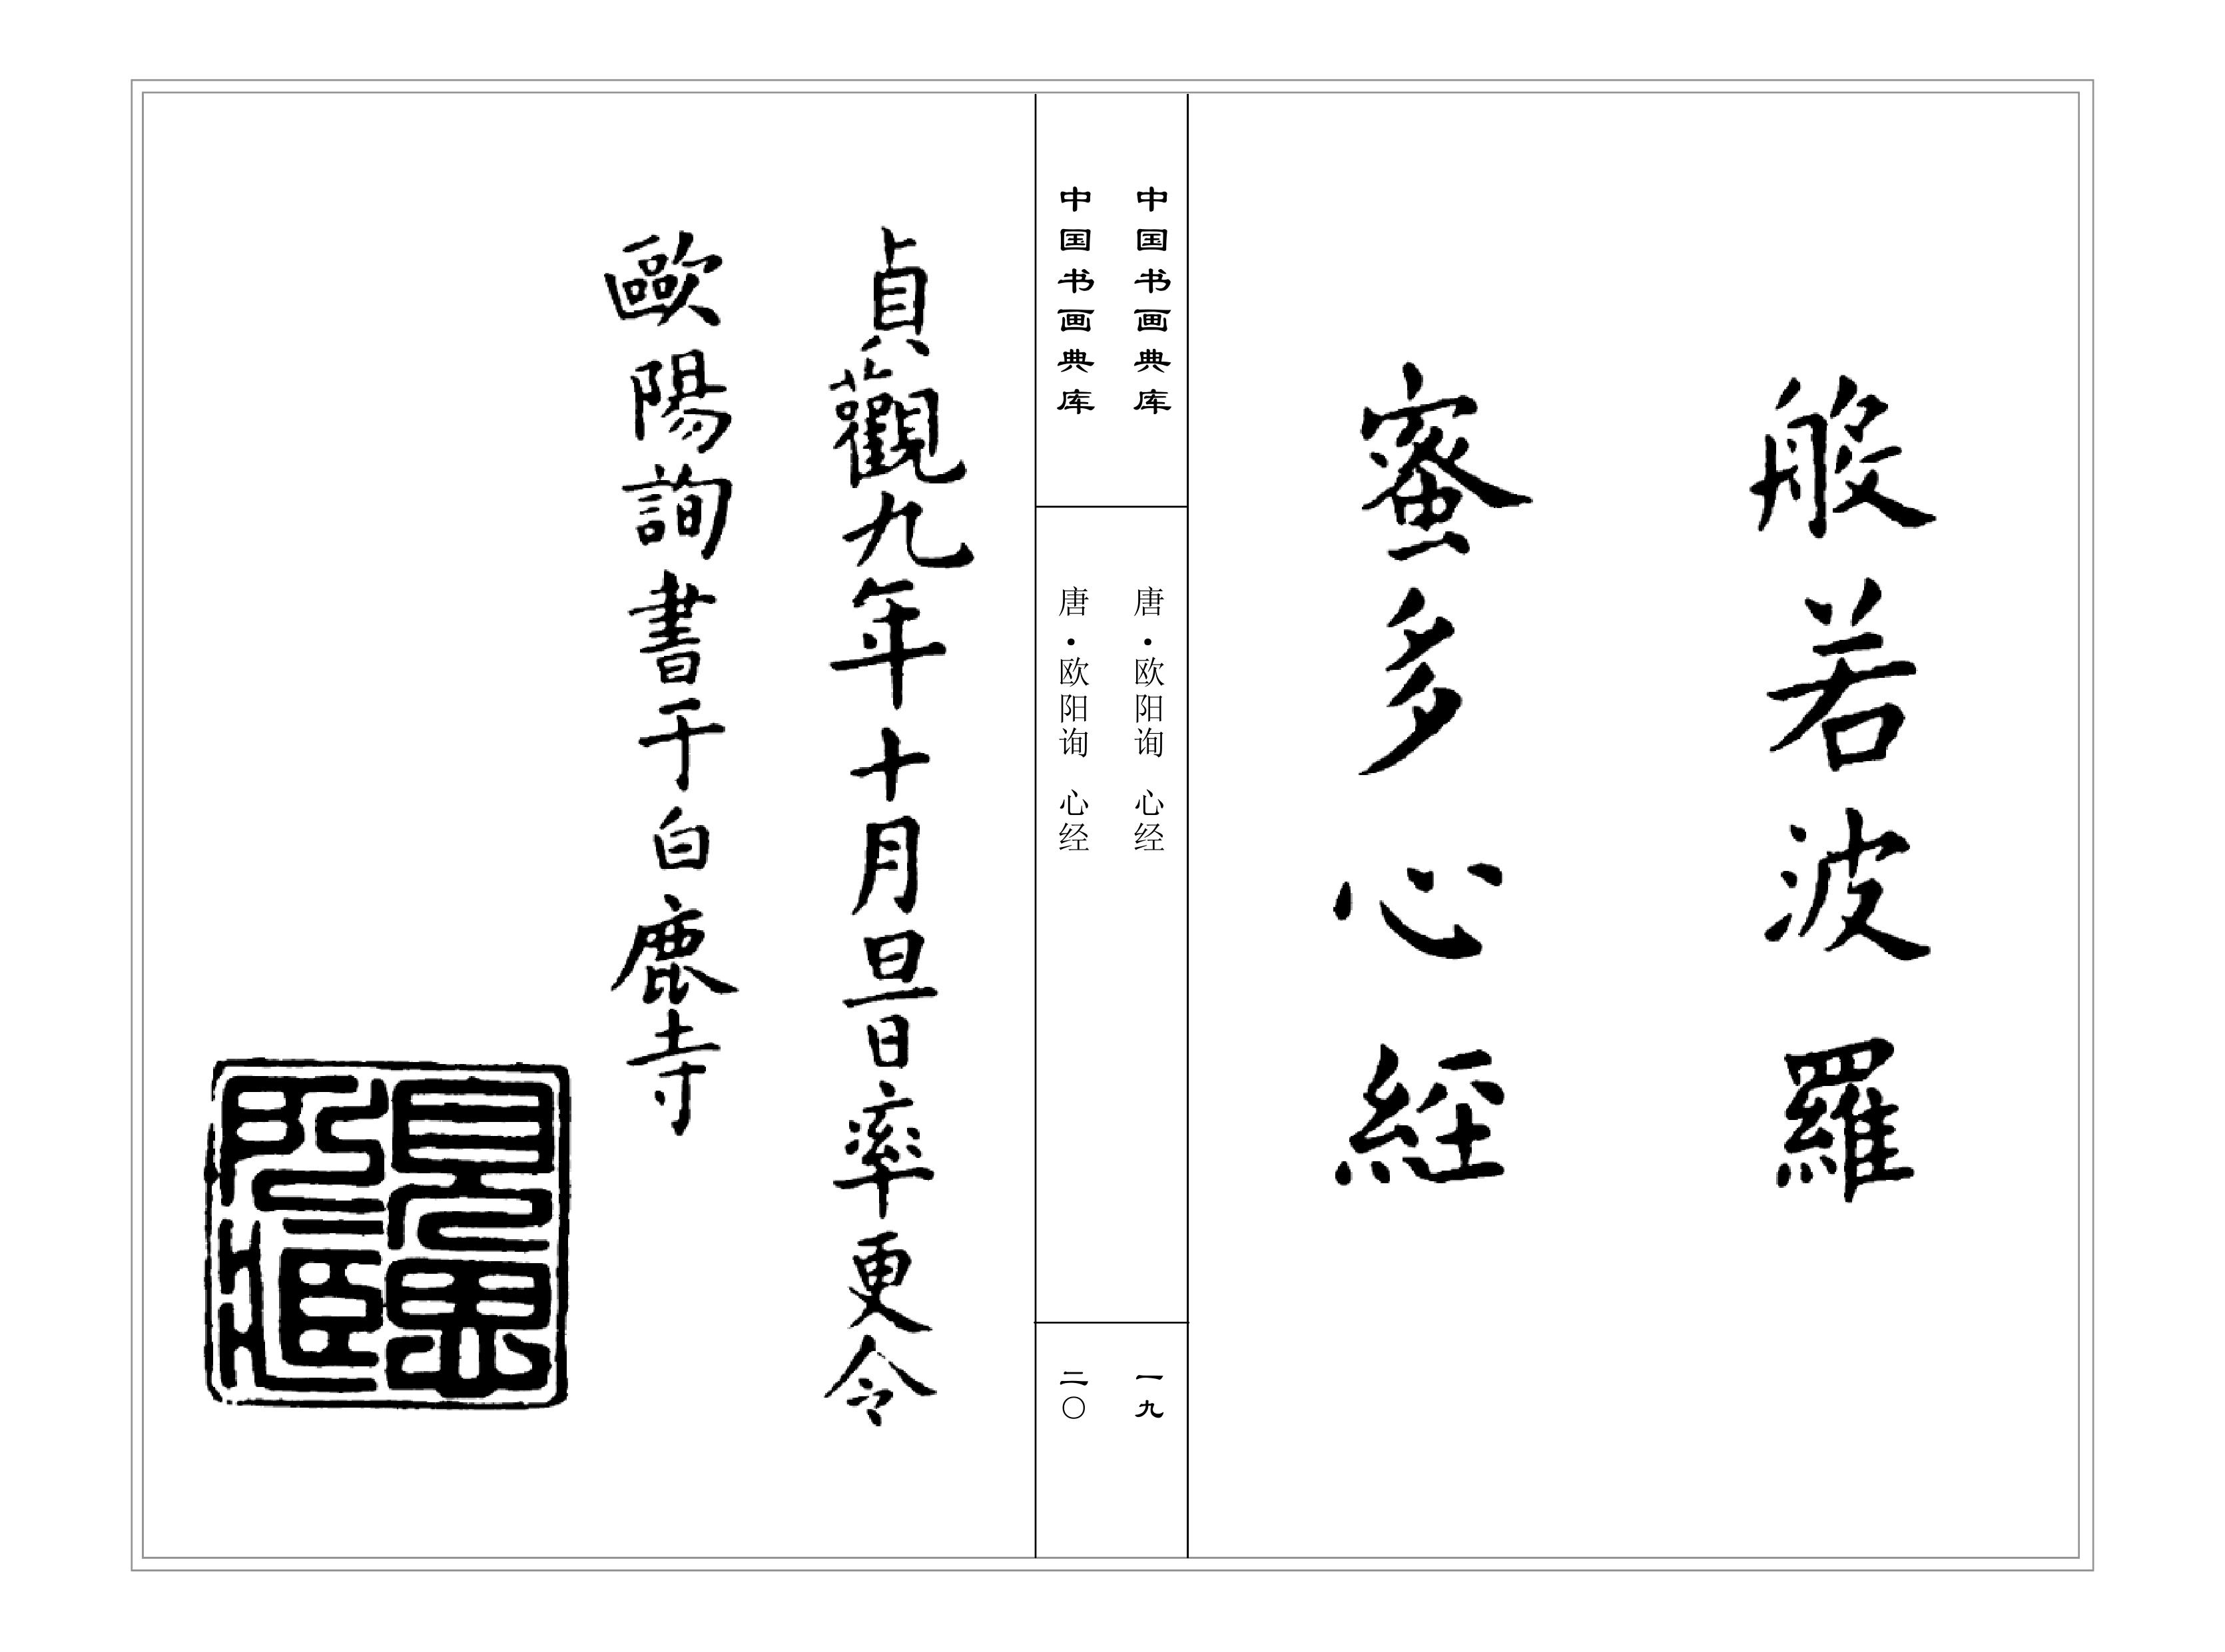 般若波羅
蜜多心經
中国书画典库
唐·欧阳询 心经
一九
中国书画典库
唐·欧阳询 心经
二〇
貞觀九年十月旦日率更令
歐陽詢書于白鹿寺